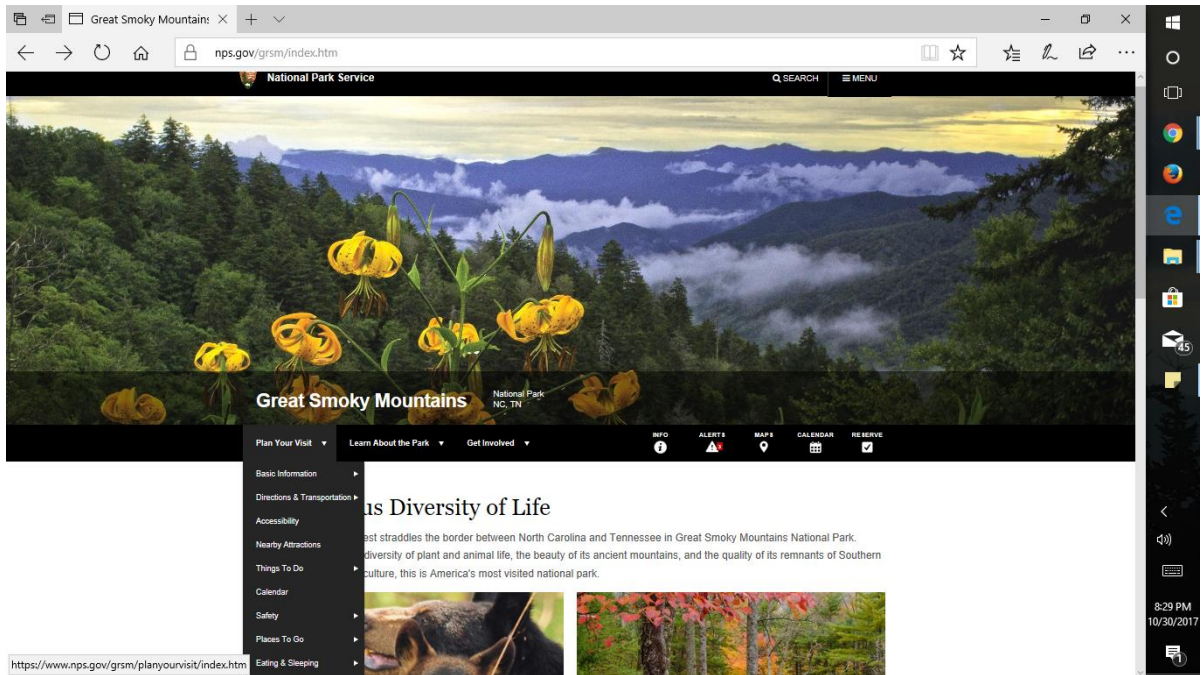 Great Smoky Mountains
nps.gov/grsm/index.htm
National Park Service
SEARCH
MENU
Great Smoky Mountains
National Park
NC, TN
Plan Your Visit
Learn About the Park
Get Involved
INFO
ALERTS
MAPS
CALENDAR
RESERVE
3
Basic Information
Directions & Transportation
Accessibility
Nearby Attractions
Things To Do
Calendar
Safety
Places To Go
Eating & Sleeping
us Diversity of Life
est straddles the border between North Carolina and Tennessee in Great Smoky Mountains National Park.
diversity of plant and animal life, the beauty of its ancient mountains, and the quality of its remnants of Southern
culture, this is America's most visited national park.
https://www.nps.gov/grsm/planyourvisit/index.htm
45
8:29 PM
10/30/2017
1